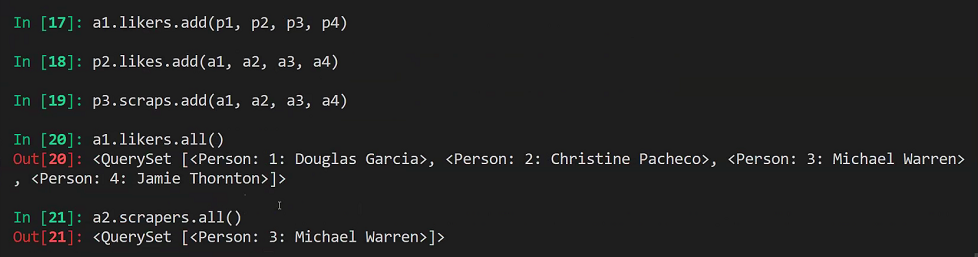 In [17]: a1.likers.add(p1, p2, p3, p4)
In [18]: p2.likes.add(a1, a2, a3, a4)
In [19]: p3.scraps.add(a1, a2, a3, a4)
In [20]: a1.likers.all()
Out[20]: <QuerySet [<Person: 1: Douglas Garcia>, <Person: 2: Christine Pacheco>, <Person: 3: Michael Warren>
, <Person: 4: Jamie Thornton>]>
In [21]: a2.scrapers.all()
Out[21]: <QuerySet [<Person: 3: Michael Warren>]>